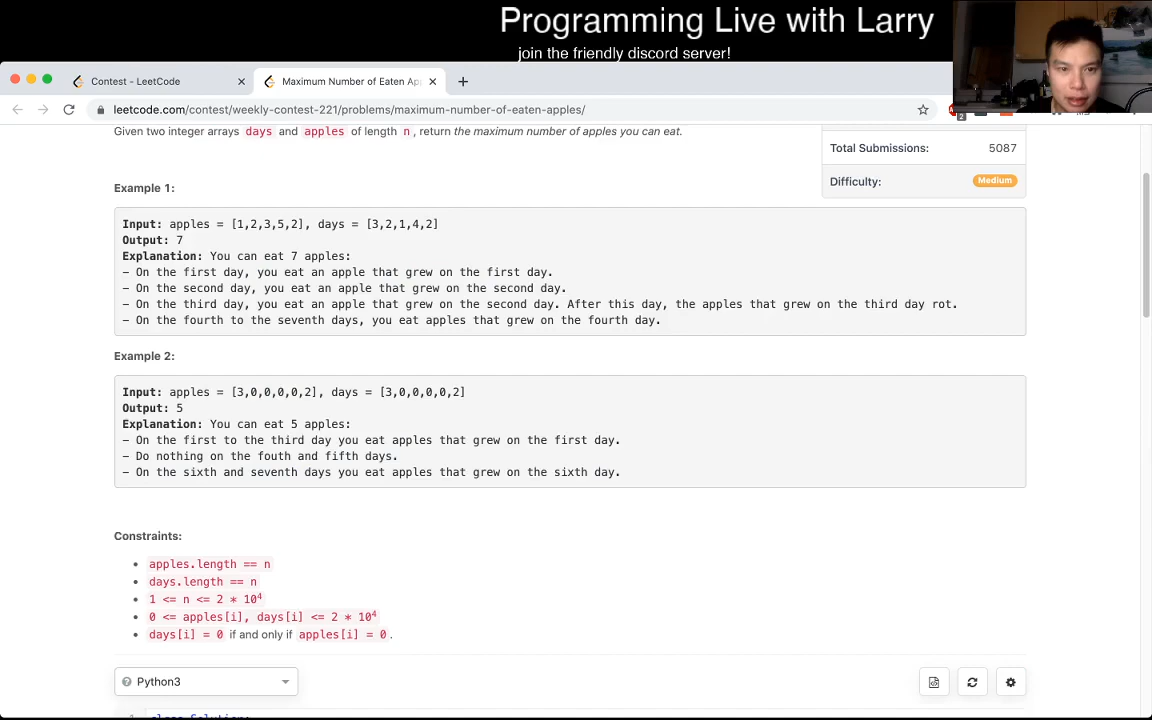 Programming Live with Larry
join the friendly discord server!
Contest - LeetCode
Maximum Number of Eaten Ap
leetcode.com/contest/weekly-contest-221/problems/maximum-number-of-eaten-apples/
2
Given two integer arrays days and apples of length n, return the maximum number of apples you can eat.
Total Submissions: 5087
Difficulty: Medium
Example 1:
Input: apples = [1,2,3,5,2], days = [3,2,1,4,2]
Output: 7
Explanation: You can eat 7 apples:
- On the first day, you eat an apple that grew on the first day.
- On the second day, you eat an apple that grew on the second day.
- On the third day, you eat an apple that grew on the second day. After this day, the apples that grew on the third day rot.
- On the fourth to the seventh days, you eat apples that grew on the fourth day.
Example 2:
Input: apples = [3,0,0,0,0,2], days = [3,0,0,0,0,2]
Output: 5
Explanation: You can eat 5 apples:
- On the first to the third day you eat apples that grew on the first day.
- Do nothing on the fouth and fifth days.
- On the sixth and seventh days you eat apples that grew on the sixth day.
Constraints:
• apples.length == n
• days.length == n
• 1 <= n <= 2 * 10⁴
• 0 <= apples[i], days[i] <= 2 * 10⁴
• days[i] = 0 if and only if apples[i] = 0.
Python3
1 class Solution: